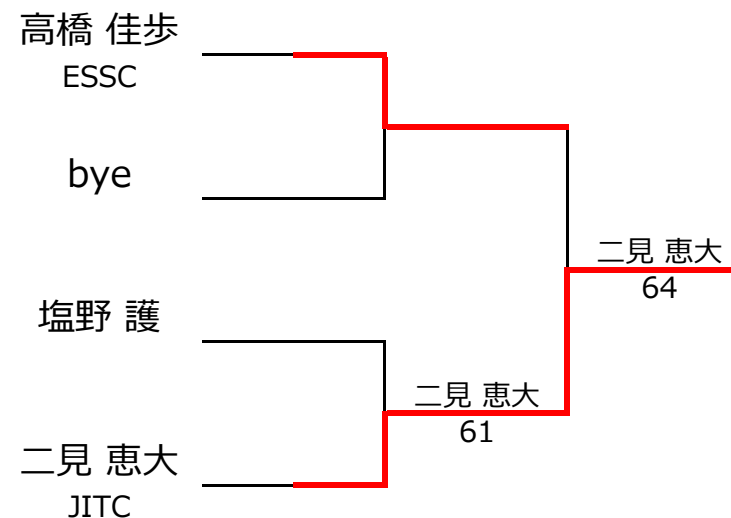 高橋 佳歩
ESSC
bye
塩野 護
二見 恵大
JITC
二見 恵大
61
二見 恵大
64